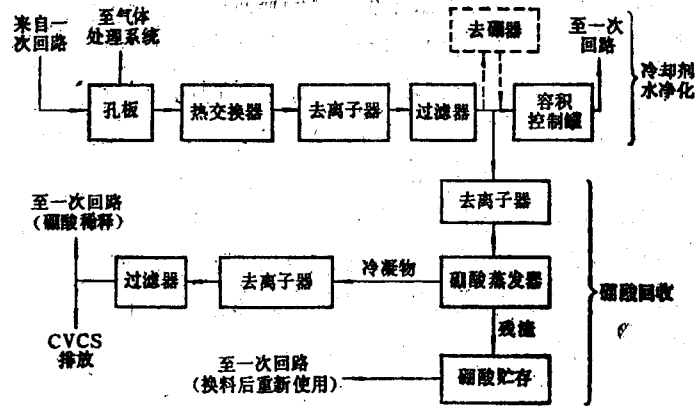 来自一
次回路
至气体
处理系统
去硼器
至一次
回路
孔板
热交换器
去离子器
过滤器
容积
控制罐
冷却剂
水净化
去离子器
至一次回路
(硼酸稀释)
过滤器
去离子器
冷凝物
硼酸蒸发器
硼酸回收
CVCS
排放
残渣
至一次回路
(换料后重新使用)
硼酸贮存